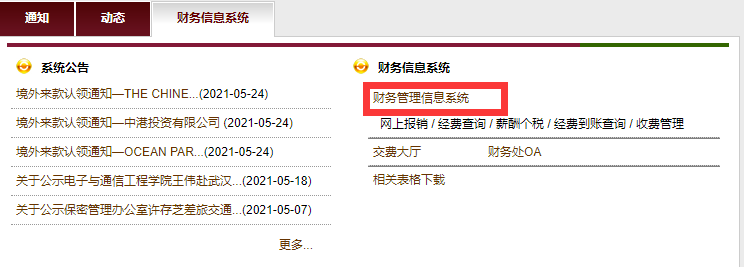 通知 动态 财务信息系统
系统公告
境外来款认领通知—THE CHINE...(2021-05-24)
境外来款认领通知—中港投资有限公司 (2021-05-24)
境外来款认领通知—OCEAN PAR...(2021-05-24)
关于公示电子与通信工程学院王伟赴武汉...(2021-05-18)
关于公示保密管理办公室许存芝差旅交通...(2021-05-07)
更多...
财务信息系统
财务管理信息系统
网上报销 / 经费查询 / 薪酬个税 / 经费到账查询 / 收费管理
交费大厅 财务处OA
相关表格下载